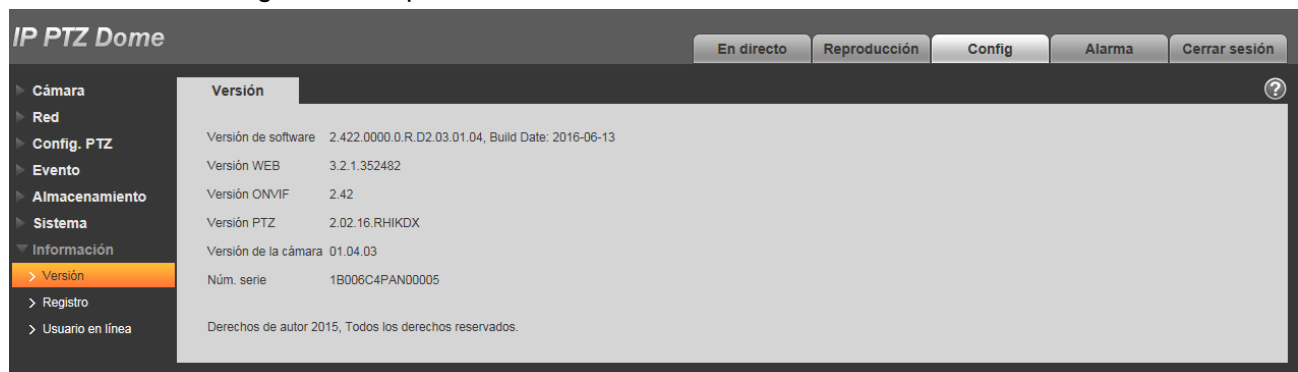 IP PTZ Dome
En directo Reproducción Config Alarma Cerrar sesión
Cámara
Red
Config. PTZ
Evento
Almacenamiento
Sistema
Información
Versión
Registro
Usuario en línea
Versión
?
Versión de software 2.422.0000.0.R.D2.03.01.04, Build Date: 2016-06-13
Versión WEB 3.2.1.352482
Versión ONVIF 2.42
Versión PTZ 2.02.16.RHIKDX
Versión de la cámara 01.04.03
Núm. serie 1B006C4PAN00005
Derechos de autor 2015, Todos los derechos reservados.